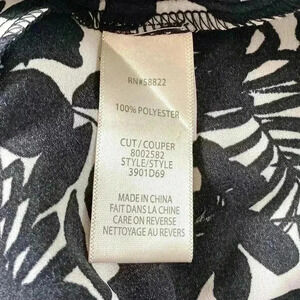 RN#58822
100% POLYESTER
CUT/COUPER
8002582
STYLE/STYLE
3901D69
MADE IN CHINA
FAIT DANS LA CHINE
CARE ON REVERSE
NETTOYAGE AU REVERS